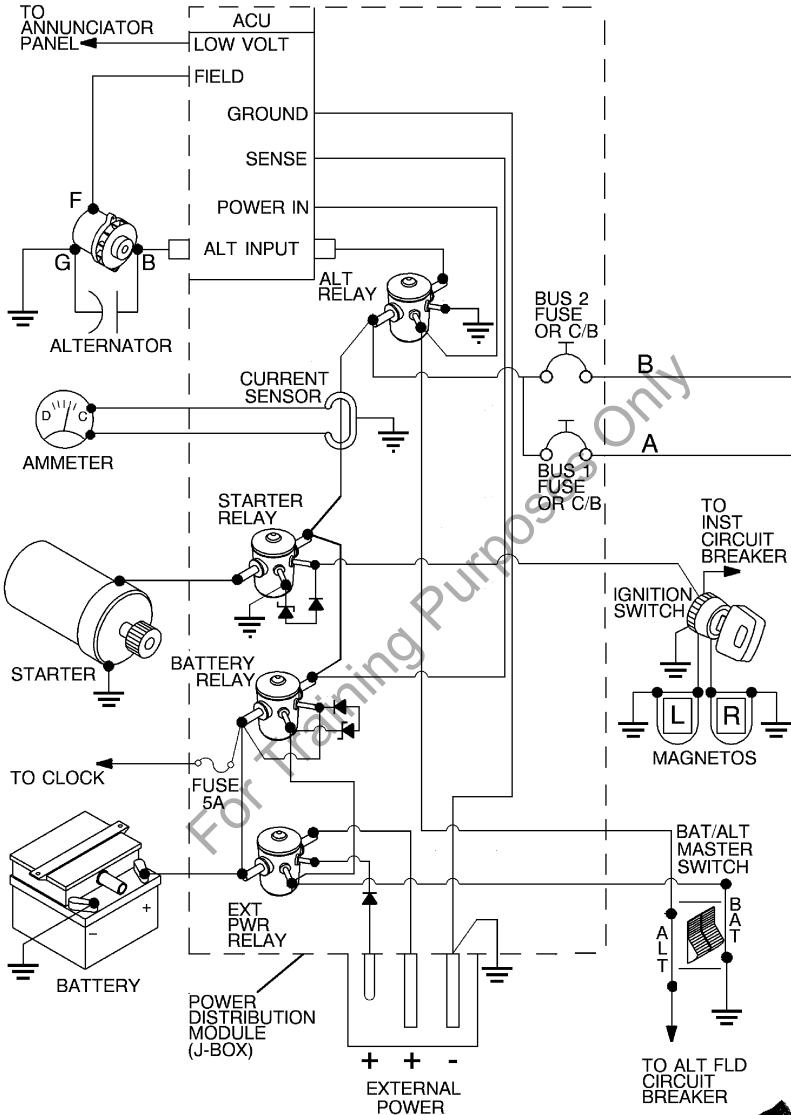 TO
ANNUNCIATOR
PANEL
ACU
LOW VOLT
FIELD
GROUND
SENSE
POWER IN
ALT INPUT
F
G
B
ALTERNATOR
ALT
RELAY
BUS 2
FUSE
OR C/B
B
CURRENT
SENSOR
D
C
AMMETER
A
BUS 1
FUSE
OR C/B
STARTER
RELAY
TO
INST
CIRCUIT
BREAKER
IGNITION
SWITCH
STARTER
BATTERY
RELAY
L
R
MAGNETOS
TO CLOCK
FUSE
5A
BAT/ALT
MASTER
SWITCH
EXT
PWR
RELAY
BAT
ALT
-
+
BATTERY
POWER
DISTRIBUTION
MODULE
(J-BOX)
+
+
-
EXTERNAL
POWER
TO ALT FLD
CIRCUIT
BREAKER
For Training Purposes Only